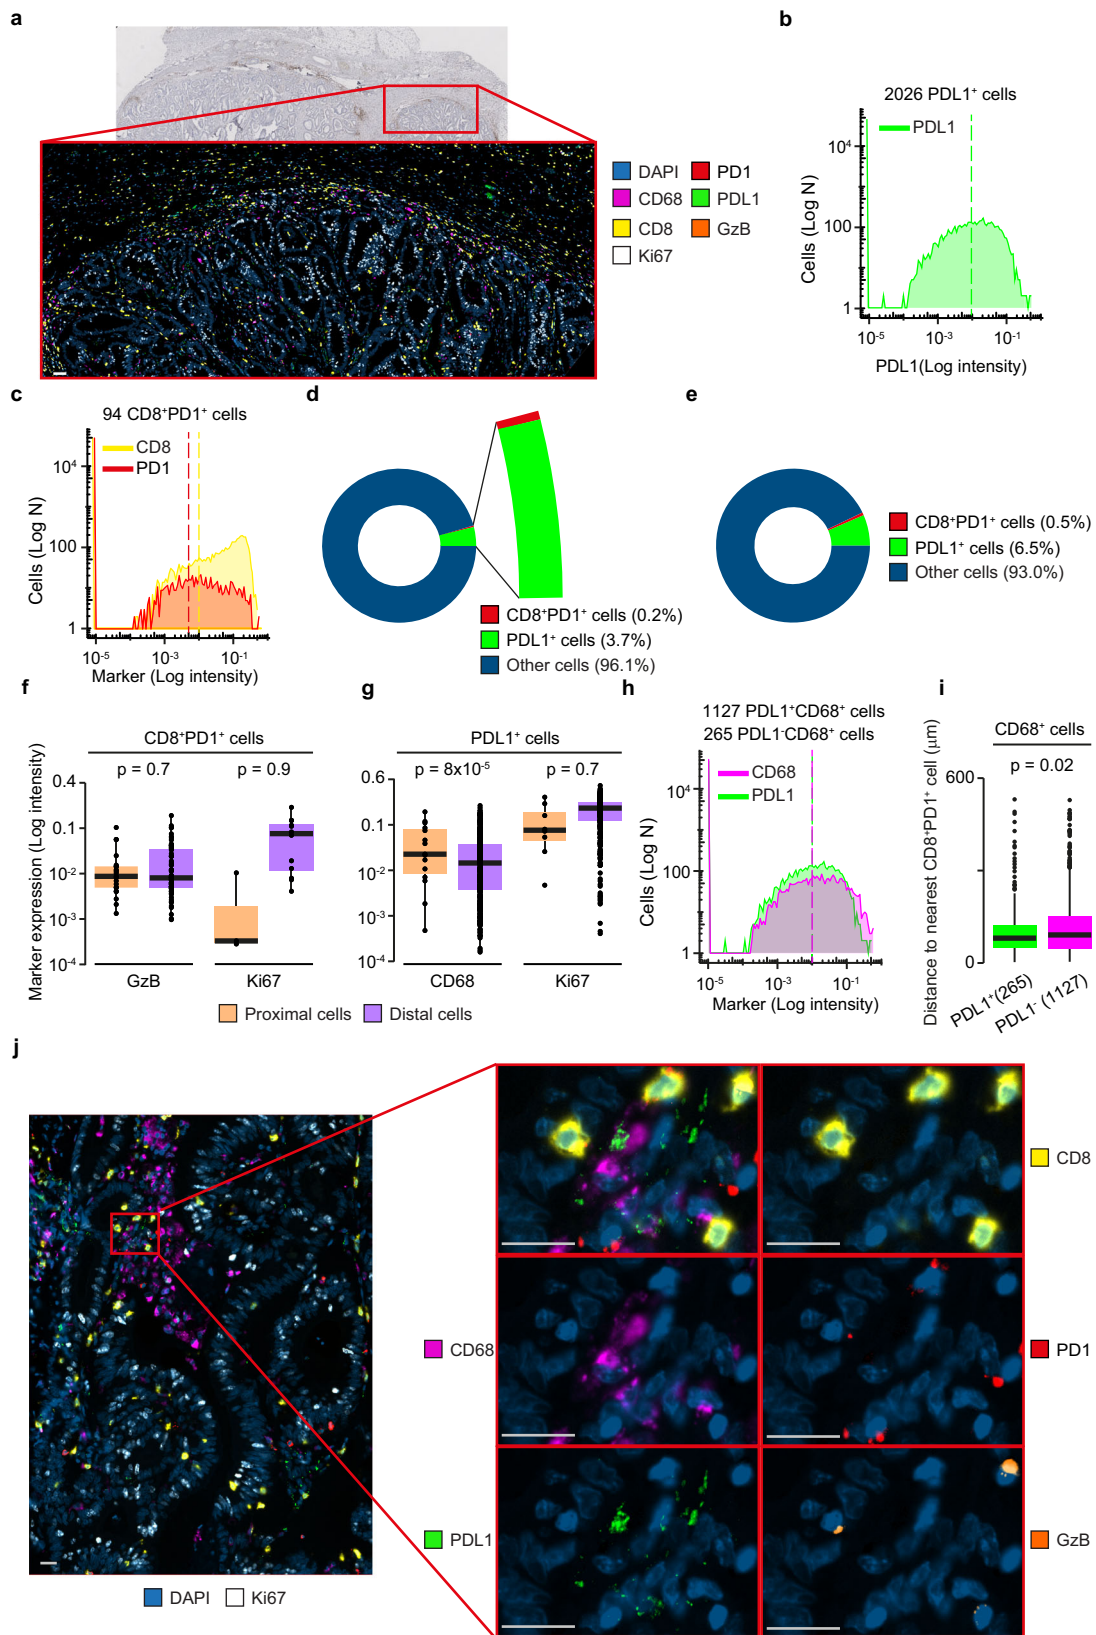 a
DAPI
PD1
CD68
PDL1
CD8
GzB
Ki67
b
2026 PDL1⁺ cells
PDL1
Cells (Log N)
10⁴
100
1
10⁻⁵
10⁻³
10⁻¹
PDL1(Log intensity)
c
94 CD8⁺PD1⁺ cells
CD8
PD1
Cells (Log N)
10⁴
100
1
10⁻⁵
10⁻³
10⁻¹
Marker (Log intensity)
d
CD8⁺PD1⁺ cells (0.2%)
PDL1⁺ cells (3.7%)
Other cells (96.1%)
e
CD8⁺PD1⁺ cells (0.5%)
PDL1⁺ cells (6.5%)
Other cells (93.0%)
f
CD8⁺PD1⁺ cells
p = 0.7
p = 0.9
Marker expression (Log intensity)
0.4
0.1
10⁻²
10⁻³
10⁻⁴
GzB
Ki67
g
PDL1⁺ cells
p = 8x10⁻⁵
p = 0.7
0.6
0.1
10⁻²
10⁻³
10⁻⁴
CD68
Ki67
Proximal cells
Distal cells
h
1127 PDL1⁺CD68⁺ cells
265 PDL1⁻CD68⁺ cells
CD68
PDL1
Cells (Log N)
10⁴
100
1
10⁻⁵
10⁻³
10⁻¹
Marker (Log intensity)
i
CD68⁺ cells
p = 0.02
Distance to nearest CD8⁺PD1⁺ cell (μm)
600
0
PDL1⁺(265)
PDL1⁻ (1127)
j
CD8
CD68
PD1
PDL1
GzB
DAPI
Ki67